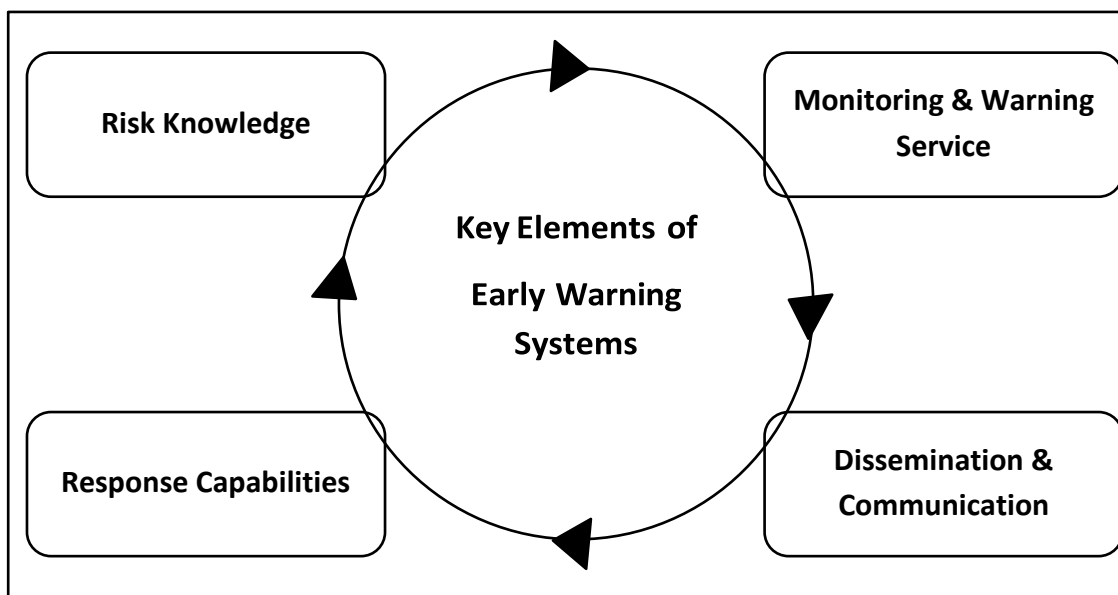 Risk Knowledge
Monitoring & Warning
Service
Key Elements of
Early Warning
Systems
Response Capabilities
Dissemination &
Communication